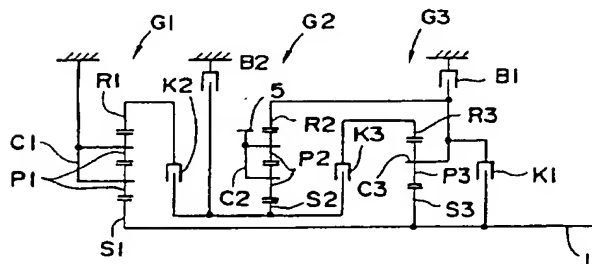 G1 G2 G3
B2 B1
R1 K2 5 R2 K3 R3
C1 P2 C3 P3 K1
P1 C2 S2 S3
S1 1